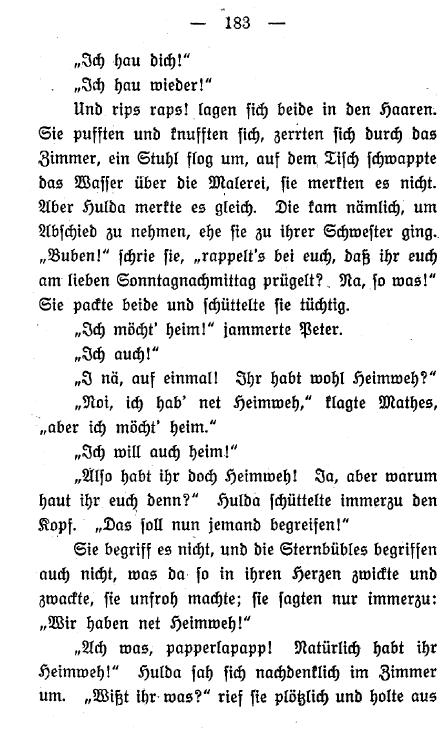 — 183 —
„Ich hau dich!“
„Ich hau wieder!“
Und rips raps! lagen sich beide in den Haaren.
Sie pufften und knufften sich, zerrten sich durch das
Zimmer, ein Stuhl flog um, auf dem Tisch schwappte
das Wasser über die Malerei, sie merkten es nicht.
Aber Hulda merkte es gleich. Die kam nämlich, um
Abschied zu nehmen, ehe sie zu ihrer Schwester ging.
„Buben!“ schrie sie, „rappelt's bei euch, daß ihr euch
am lieben Sonntagnachmittag prügelt? Na, so was!“
Sie packte beide und schüttelte sie tüchtig.
„Ich möcht' heim!“ jammerte Peter.
„Ich auch!“
„I nä, auf einmal! Ihr habt wohl Heimweh?“
„Noi, ich hab' net Heimweh,“ klagte Mathes,
„aber ich möcht' heim.“
„Ich will auch heim!“
„Also habt ihr doch Heimweh! Ja, aber warum
haut ihr euch denn?“ Hulda schüttelte immerzu den
Kopf. „Das soll nun jemand begreifen!“
Sie begriff es nicht, und die Sternbübles begriffen
auch nicht, was da so in ihren Herzen zwickte und
zwackte, sie unfroh machte; sie sagten nur immerzu:
„Wir haben net Heimweh!“
„Ach was, papperlapapp! Natürlich habt ihr
Heimweh!“ Hulda sah sich nachdenklich im Zimmer
um. „Wißt ihr was?“ rief sie plötzlich und holte aus